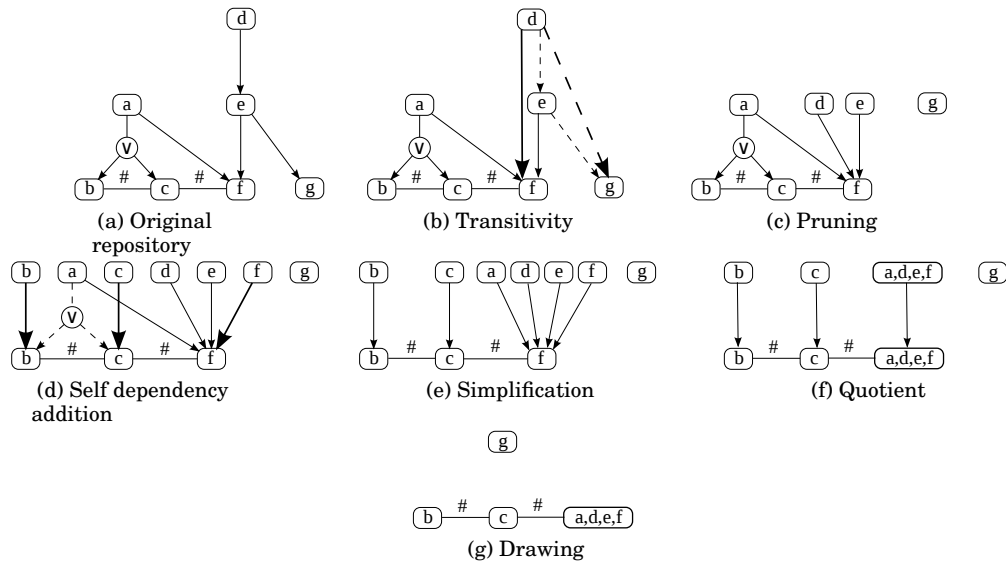 d d
a e a e a d e g
∨ ∨ ∨
# # # # # #
b c f g b c f g b c f
(a) Original (b) Transitivity (c) Pruning
repository
b a c d e f g b c a d e f g b c a,d,e,f g
∨
# # # # # #
b c f b c f b c a,d,e,f
(d) Self dependency (e) Simplification (f) Quotient
addition
g
# #
b c a,d,e,f
(g) Drawing